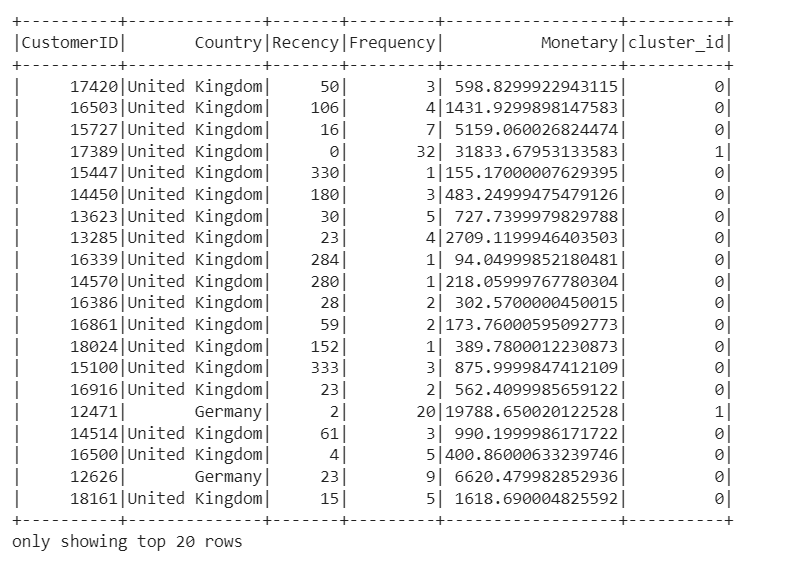 +----------+--------------+-------+---------+------------------+----------+
|CustomerID|       Country|Recency|Frequency|          Monetary|cluster_id|
+----------+--------------+-------+---------+------------------+----------+
|     17420|United Kingdom|     50|        3| 598.8299922943115|         0|
|     16503|United Kingdom|    106|        4|1431.9299898147583|         0|
|     15727|United Kingdom|     16|        7| 5159.060026824474|         0|
|     17389|United Kingdom|      0|       32| 31833.67953133583|         1|
|     15447|United Kingdom|    330|        1|155.17000007629395|         0|
|     14450|United Kingdom|    180|        3|483.24999475479126|         0|
|     13623|United Kingdom|     30|        5| 727.7399979829788|         0|
|     13285|United Kingdom|     23|        4|2709.1199946403503|         0|
|     16339|United Kingdom|    284|        1| 94.04999852180481|         0|
|     14570|United Kingdom|    280|        1|218.05999767780304|         0|
|     16386|United Kingdom|     28|        2| 302.5700000450015|         0|
|     16861|United Kingdom|     59|        2|173.76000595092773|         0|
|     18024|United Kingdom|    152|        1| 389.7800012230873|         0|
|     15100|United Kingdom|    333|        3| 875.9999847412109|         0|
|     16916|United Kingdom|     23|        2| 562.4099985659122|         0|
|     12471|       Germany|      2|       20|19788.650020122528|         1|
|     14514|United Kingdom|     61|        3| 990.1999986171722|         0|
|     16500|United Kingdom|      4|        5|400.86000633239746|         0|
|     12626|       Germany|     23|        9| 6620.479982852936|         0|
|     18161|United Kingdom|     15|        5| 1618.690004825592|         0|
+----------+--------------+-------+---------+------------------+----------+
only showing top 20 rows